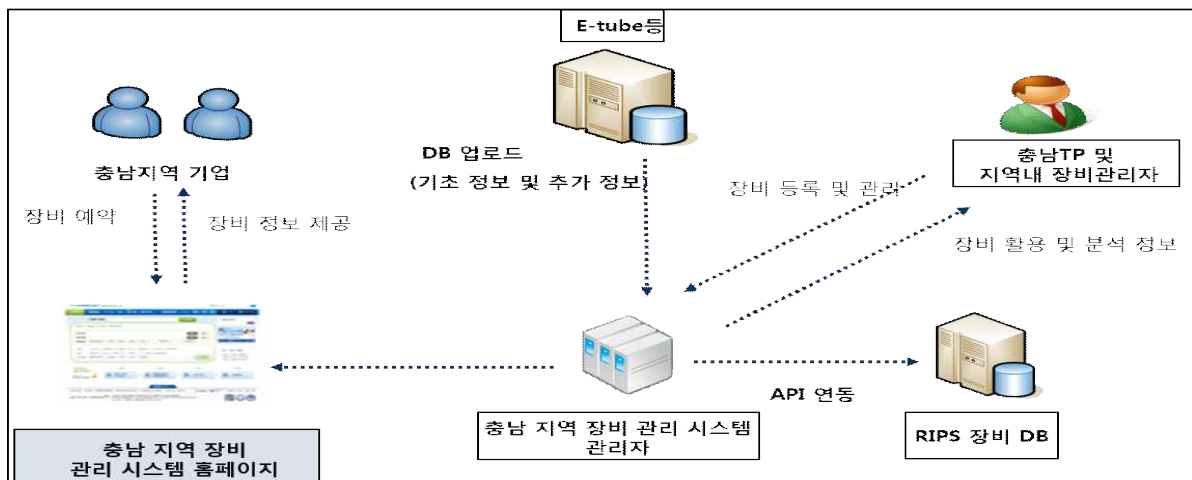 E-tube등
충남지역 기업
DB 업로드
(기초 정보 및 추가 정보)
충남TP 및
지역내 장비관리자
장비 등록 및 관리
장비 예약
장비 정보 제공
장비 활용 및 분석 정보
API 연동
충남 지역 장비
관리 시스템 홈페이지
충남 지역 장비 관리 시스템
관리자
RIPS 장비 DB